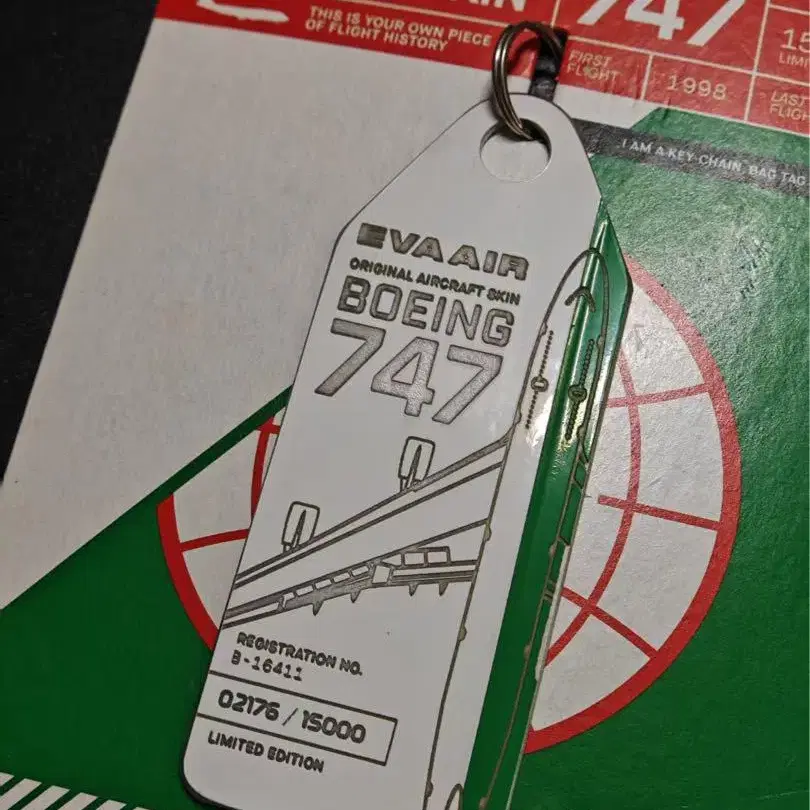 747
THIS IS YOUR OWN PIECE
OF FLIGHT HISTORY
FIRST
FLIGHT
1998
I AM A KEY CHAIN, BAG TAG
EVA AIR
ORIGINAL AIRCRAFT SKIN
BOEING
747
REGISTRATION NO.
B-16411
02176 / 15000
LIMITED EDITION